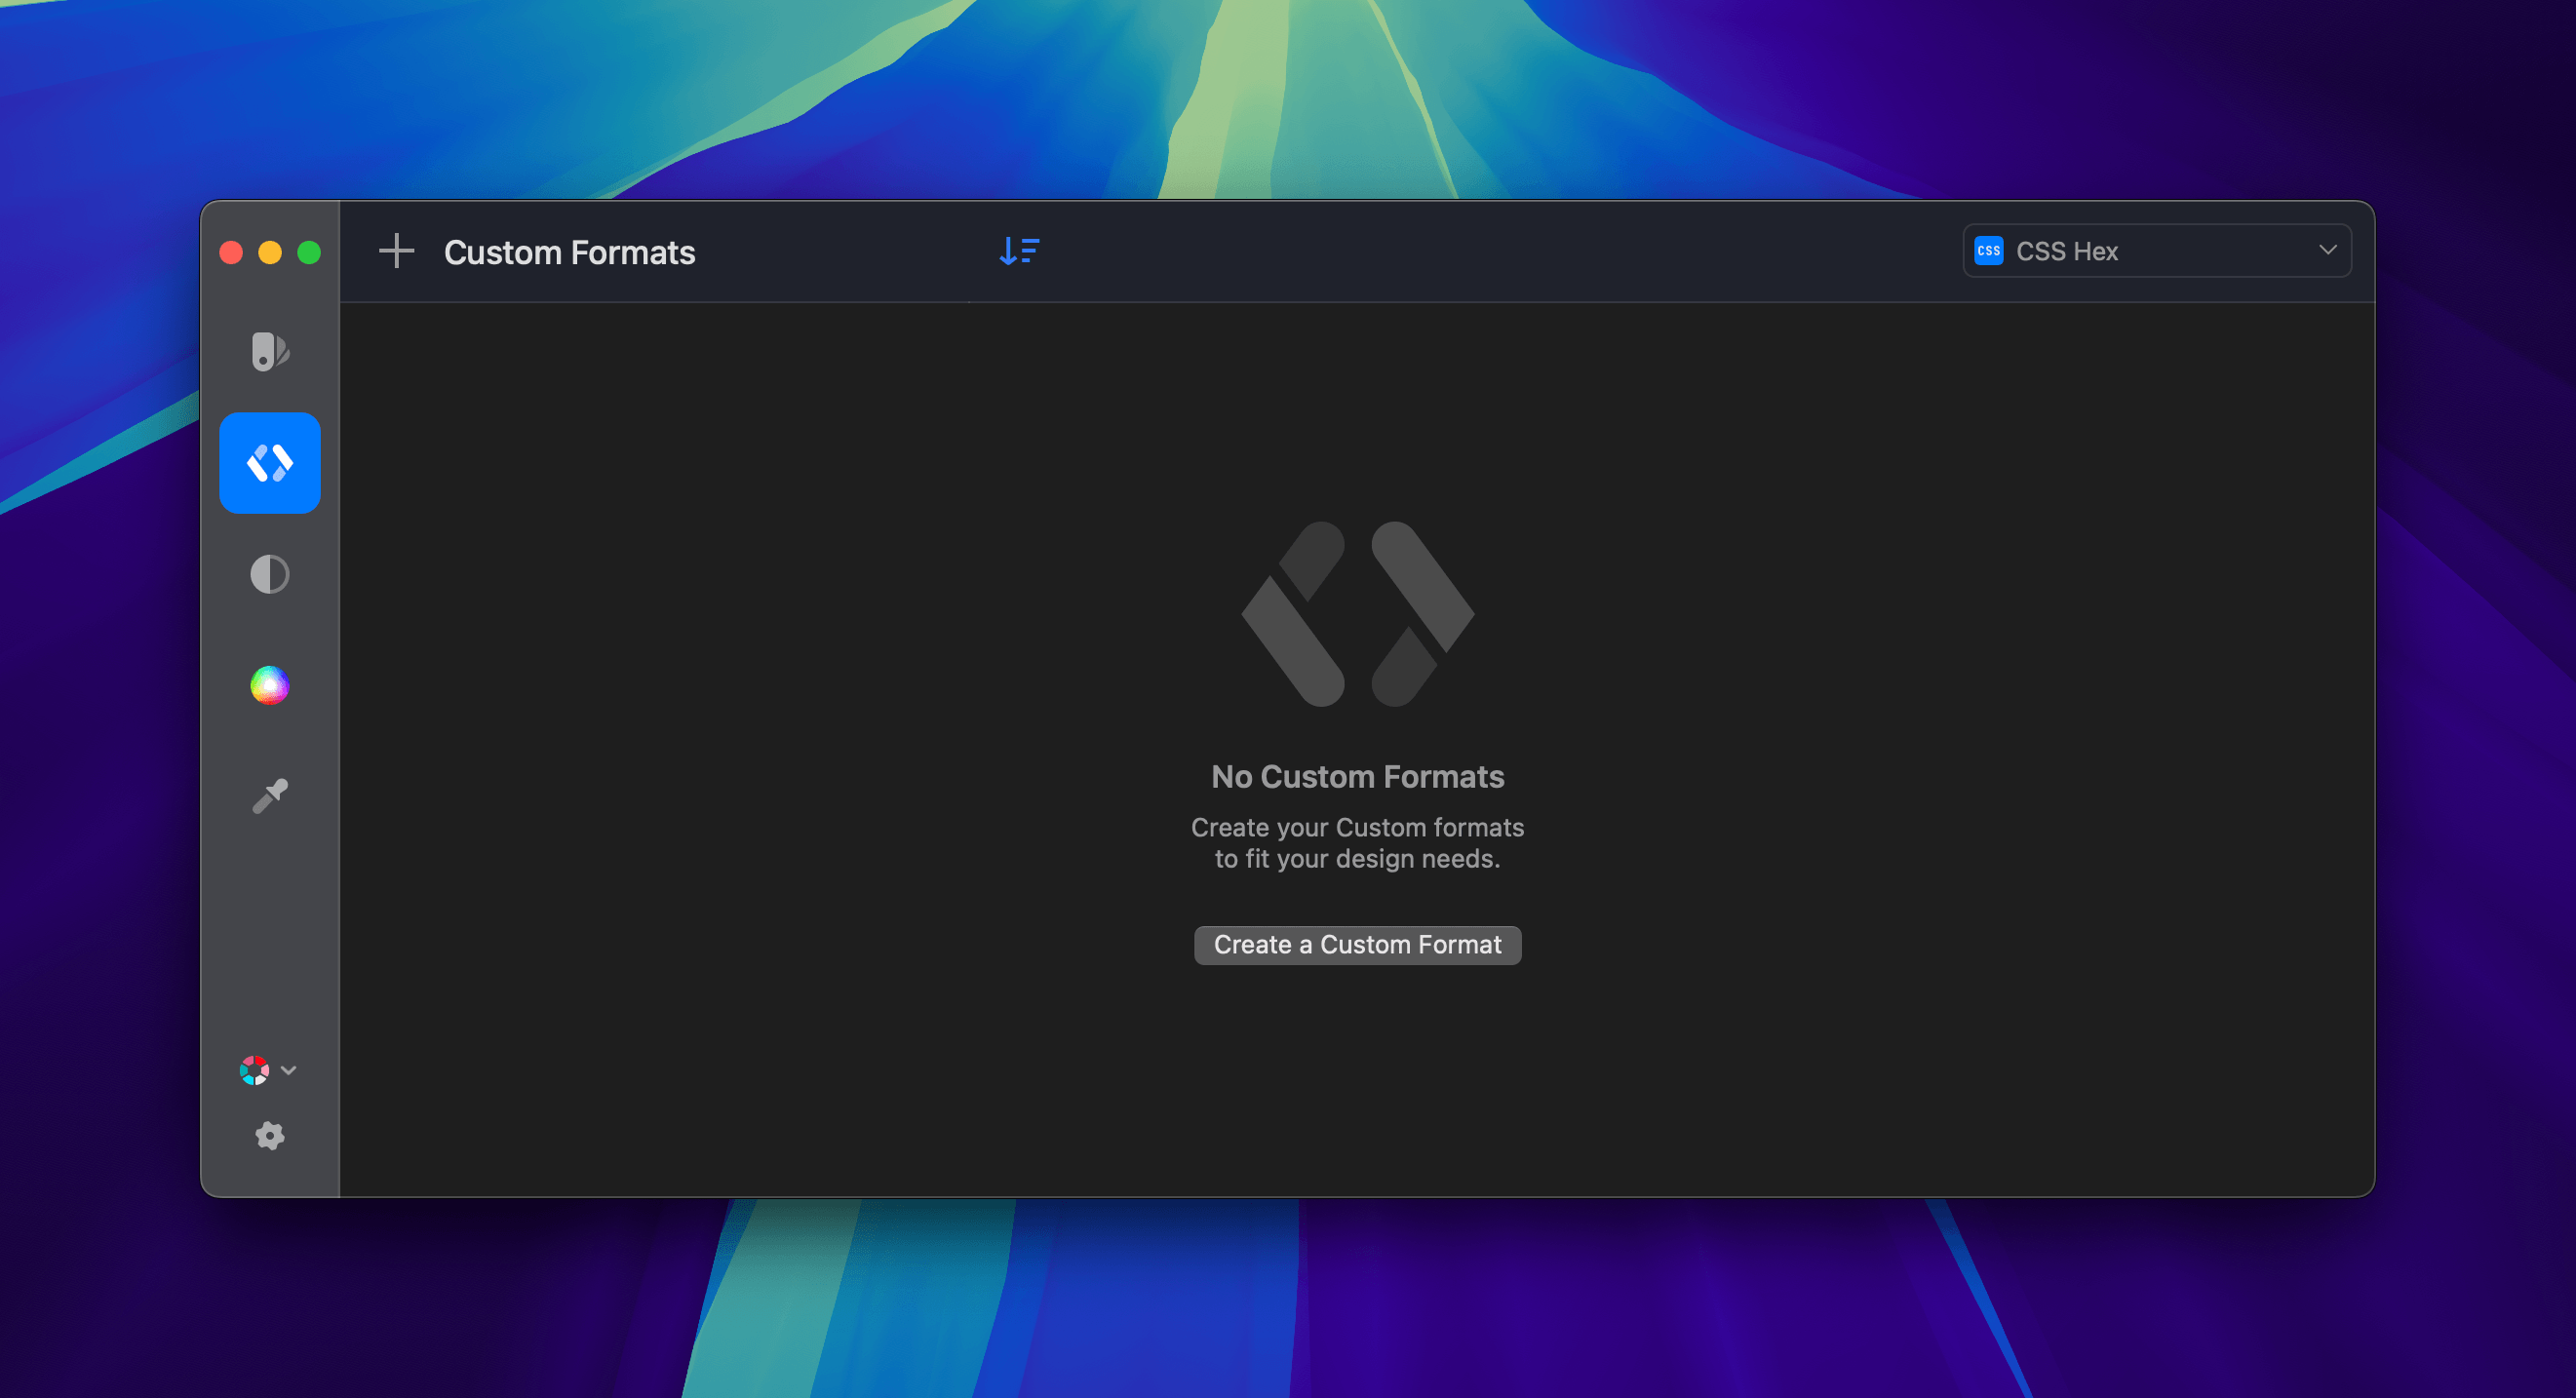 Custom Formats
CSS CSS Hex
No Custom Formats
Create your Custom formats
to fit your design needs.
Create a Custom Format